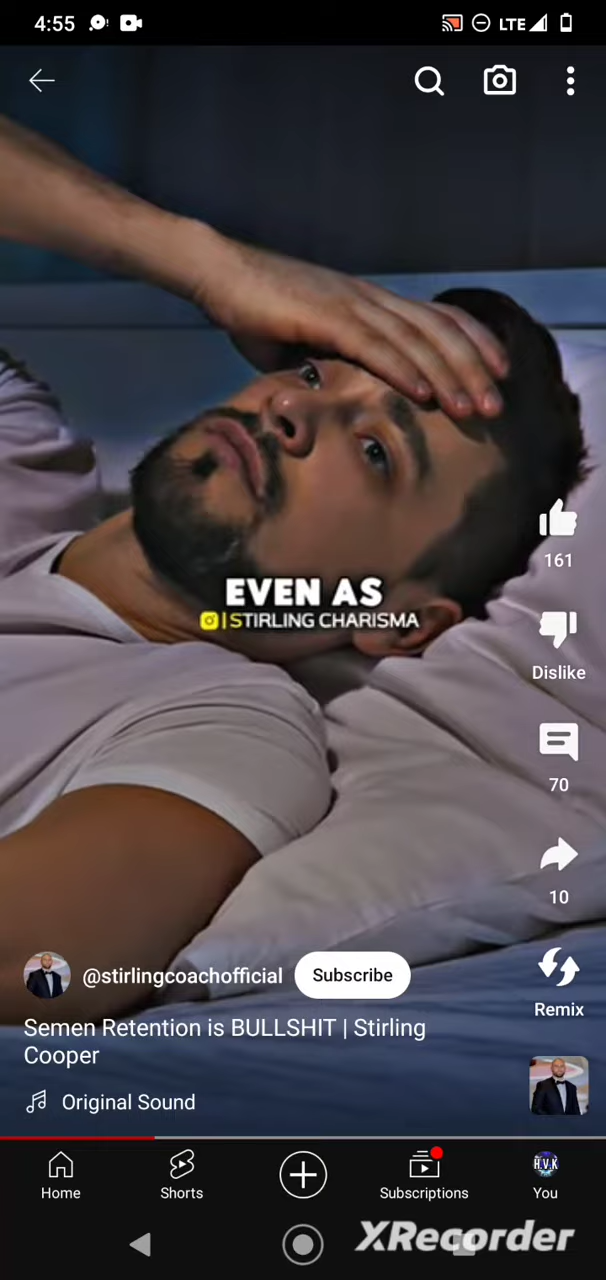 4:55
LTE
EVEN AS
STIRLING CHARISMA
161
Dislike
70
10
@stirlingcoachofficial
Subscribe
Semen Retention is BULLSHIT | Stirling
Cooper
Remix
Original Sound
Home
Shorts
Subscriptions
H.V.K
You
XRecorder